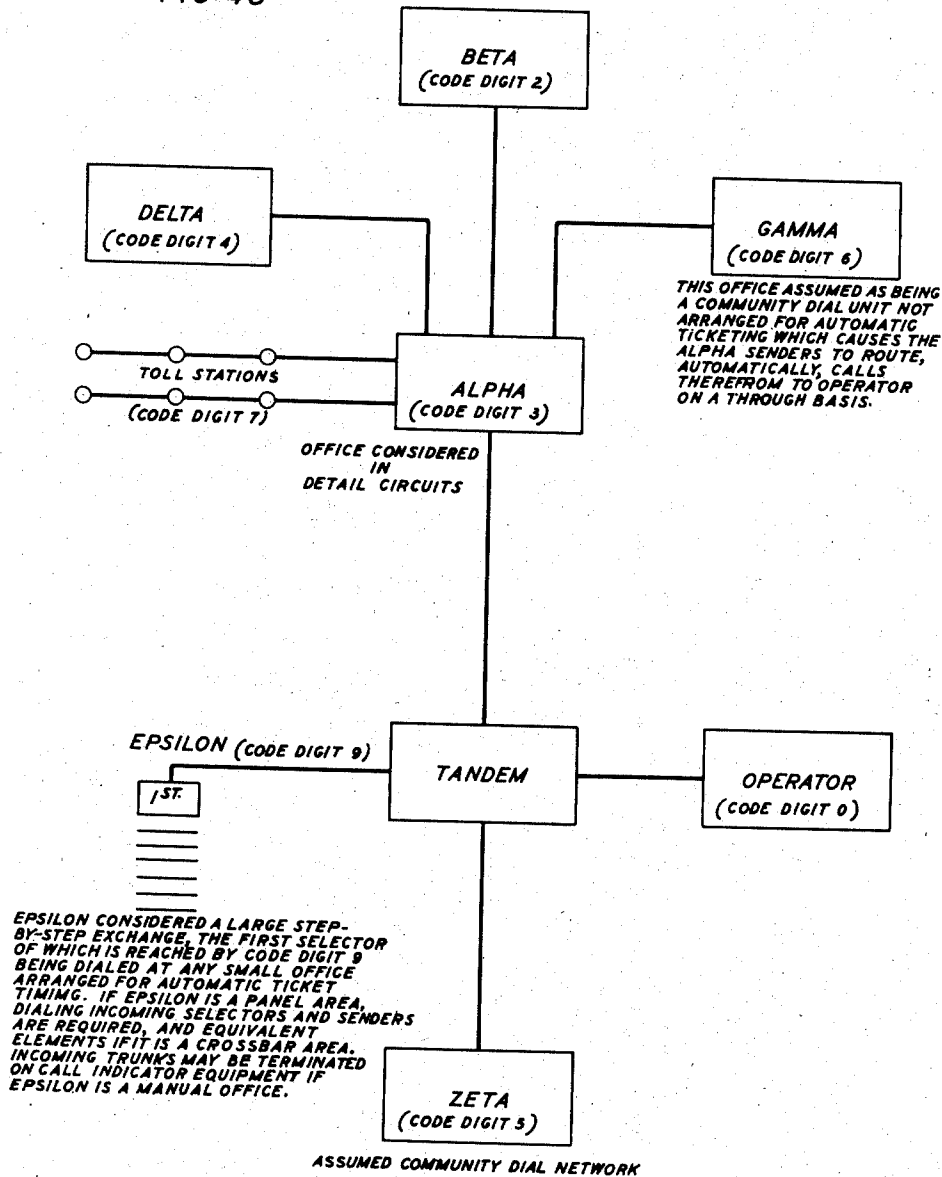 BETA
(CODE DIGIT 2)
DELTA
(CODE DIGIT 4)
GAMMA
(CODE DIGIT 6)
THIS OFFICE ASSUMED AS BEING
A COMMUNITY DIAL UNIT NOT
ARRANGED FOR AUTOMATIC
TICKETING WHICH CAUSES THE
ALPHA SENDERS TO ROUTE,
AUTOMATICALLY, CALLS
THEREFROM TO OPERATOR
ON A THROUGH BASIS.
TOLL STATIONS
(CODE DIGIT 7)
ALPHA
(CODE DIGIT 3)
OFFICE CONSIDERED
IN
DETAIL CIRCUITS
EPSILON (CODE DIGIT 9)
1ST.
TANDEM
OPERATOR
(CODE DIGIT 0)
EPSILON CONSIDERED A LARGE STEP-
BY-STEP EXCHANGE, THE FIRST SELECTOR
OF WHICH IS REACHED BY CODE DIGIT 9
BEING DIALED AT ANY SMALL OFFICE
ARRANGED FOR AUTOMATIC TICKET
TIMIMG. IF EPSILON IS A PANEL AREA,
DIALING INCOMING SELECTORS AND SENDERS
ARE REQUIRED, AND EQUIVALENT
ELEMENTS IF IT IS A CROSSBAR AREA.
INCOMING TRUNKS MAY BE TERMINATED
ON CALL INDICATOR EQUIPMENT IF
EPSILON IS A MANUAL OFFICE.
ZETA
(CODE DIGIT 5)
ASSUMED COMMUNITY DIAL NETWORK